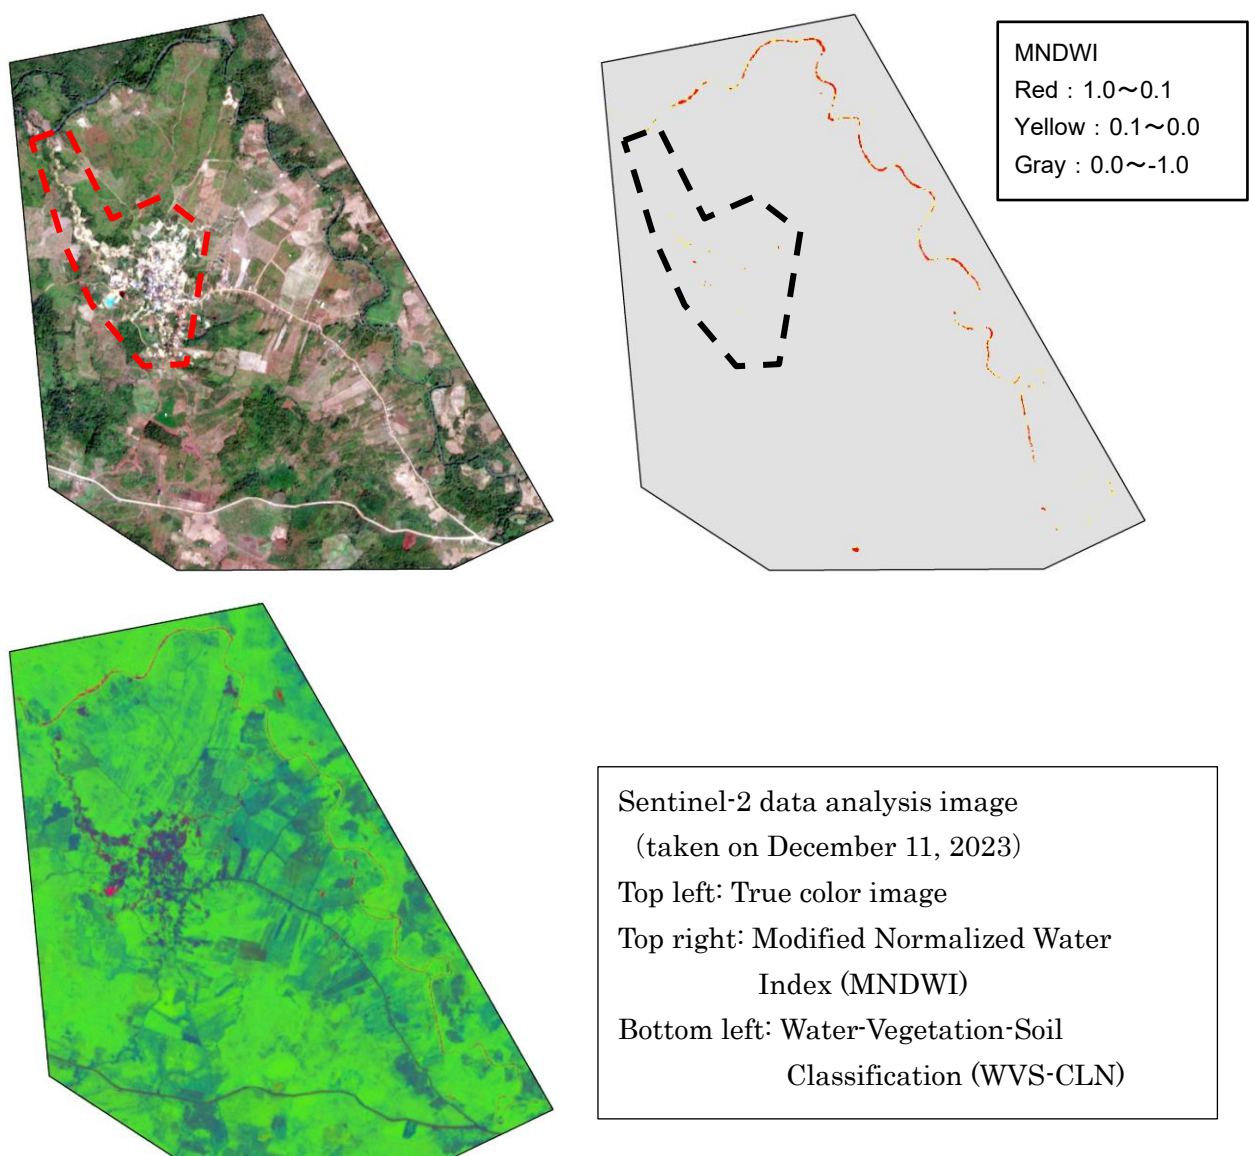 MNDWI
Red：1.0～0.1
Yellow：0.1～0.0
Gray：0.0～-1.0
Sentinel-2 data analysis image
（taken on December 11, 2023）
Top left: True color image
Top right: Modified Normalized Water
Index (MNDWI)
Bottom left: Water-Vegetation-Soil
Classification (WVS-CLN)